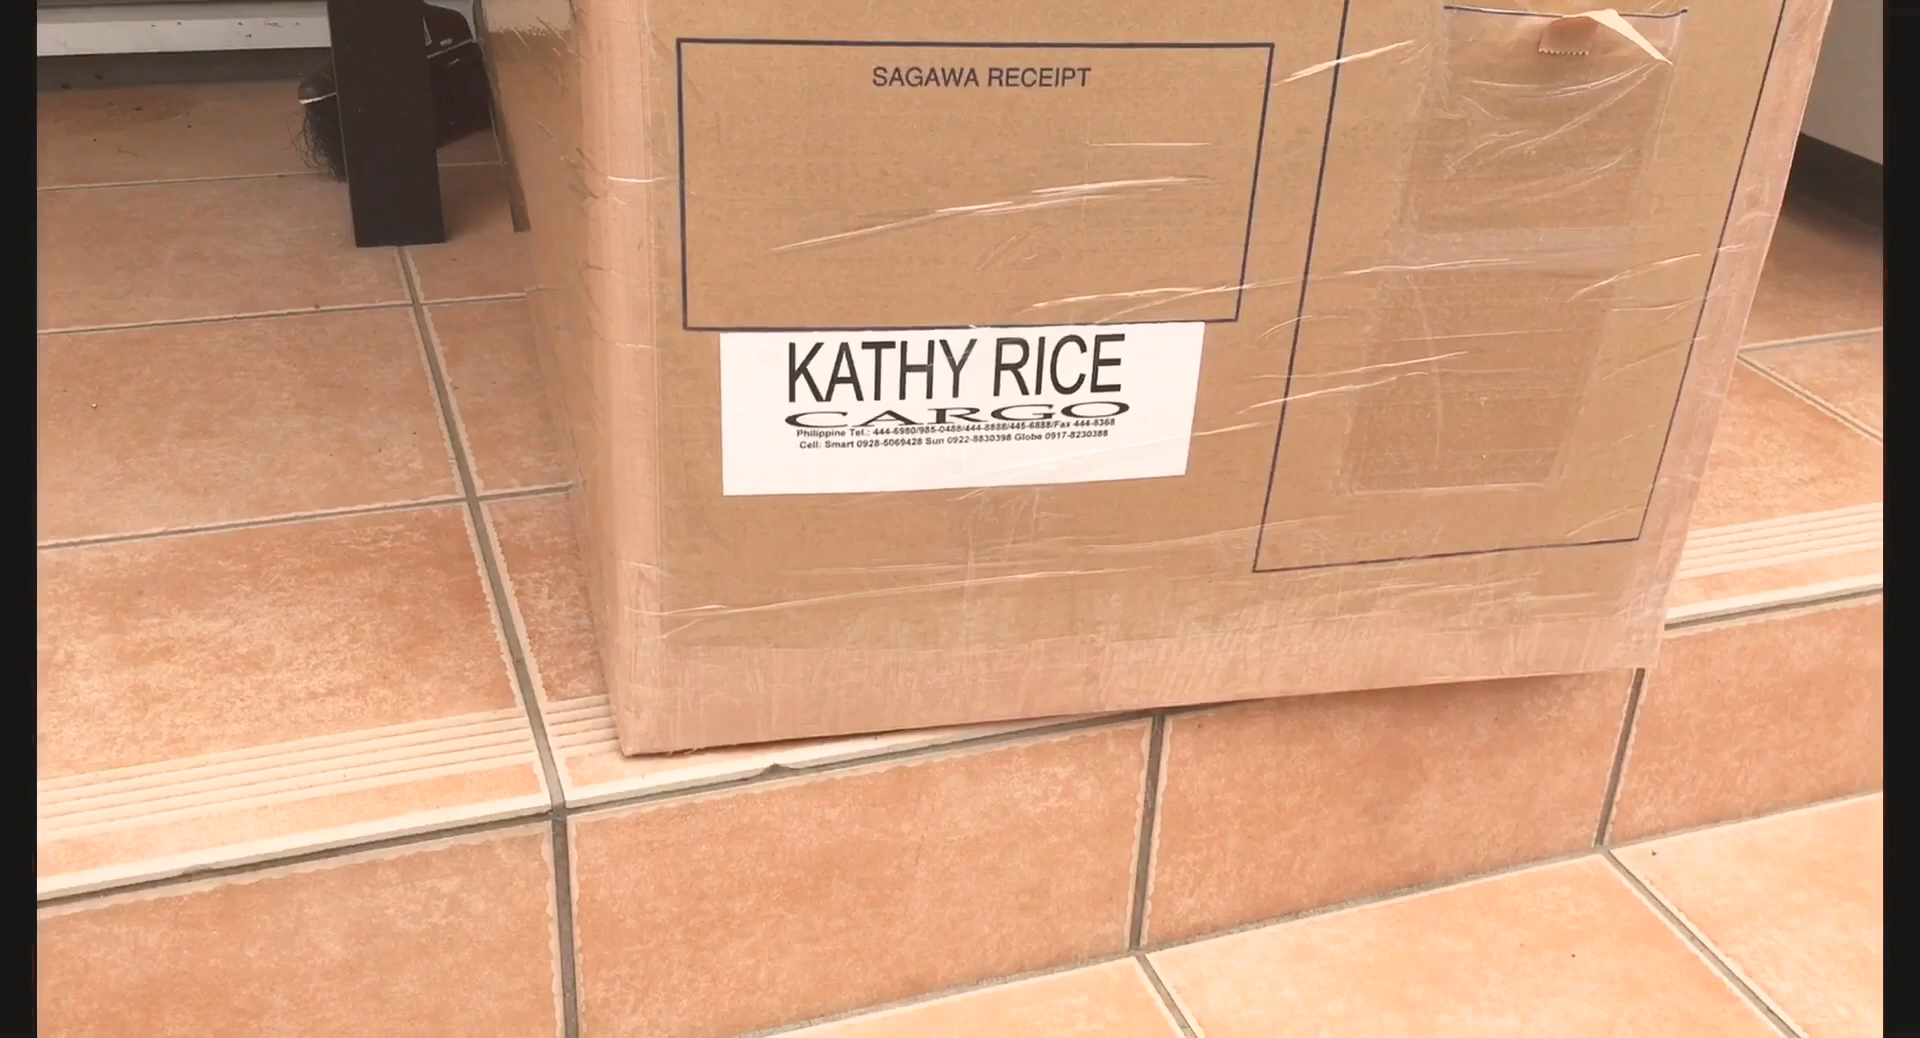 SAGAWA RECEIPT
KATHY RICE
CARGO
Philippine Tel.: 444-6980/985-0488/444-8888/445-6888/Fax 444-8368
Cell: Smart 0928-5069428 Sun 0922-8830398 Globe 0917-8230388